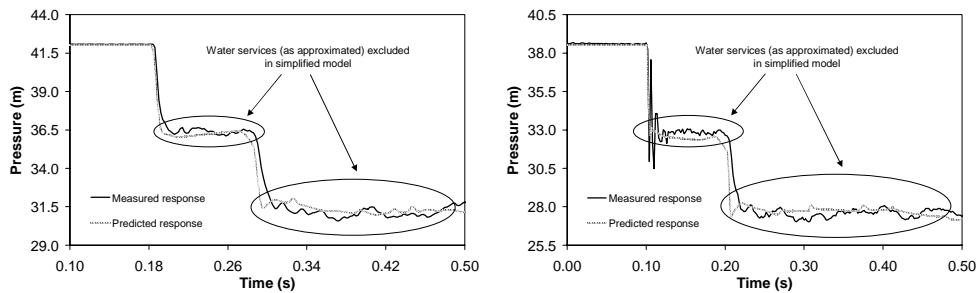 44.0
41.5
39.0
36.5
34.0
31.5
29.0
Pressure (m)
Water services (as approximated) excluded
in simplified model
Measured response
Predicted response
0.10
0.18
0.26
0.34
0.42
0.50
Time (s)
40.5
38.0
35.5
33.0
30.5
28.0
25.5
Pressure (m)
Water services (as approximated) excluded
in simplified model
Measured response
Predicted response
0.00
0.10
0.20
0.30
0.40
0.50
Time (s)